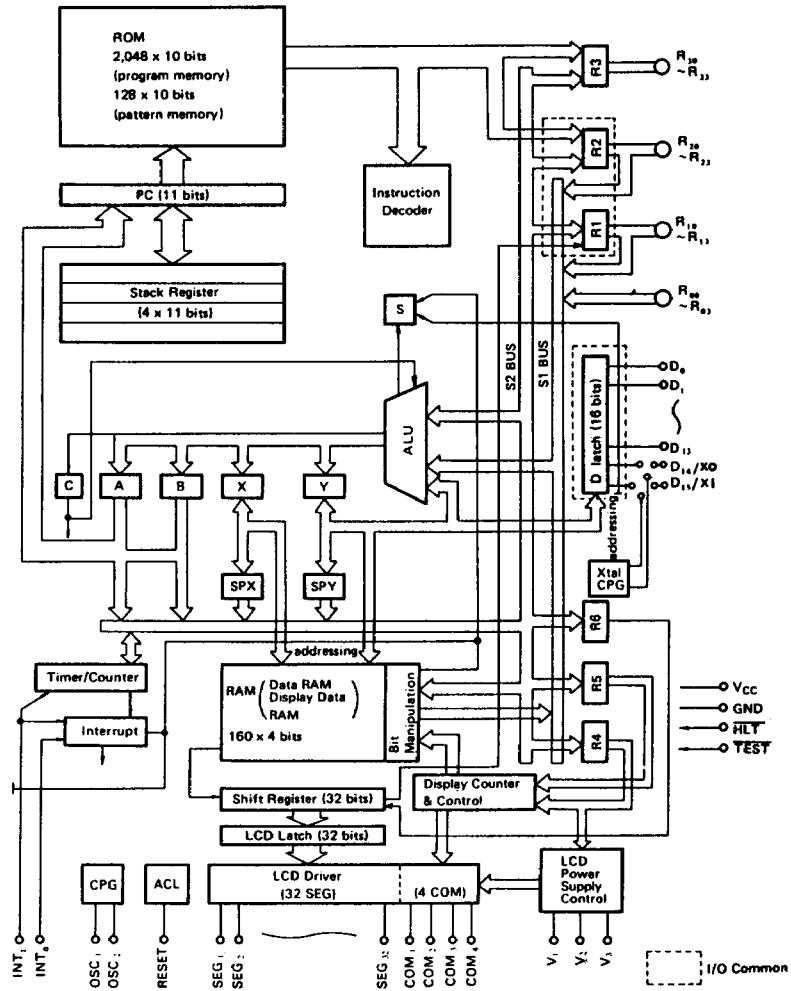 ROM
2,048 x 10 bits
(program memory)
128 x 10 bits
(pattern memory)
PC (11 bits)
Stack Register
(4 x 11 bits)
Instruction
Decoder
R3
R30
~R33
R2
R20
~R23
R1
R10
~R13
R00
~R03
S
S2 BUS
S1 BUS
ALU
D latch (16 bits)
D0
D1
D13
D14/XO
D15/XI
addressing
Xtal
CPG
C
A
B
X
Y
SPX
SPY
R6
R5
R4
Timer/Counter
Interrupt
addressing
RAM
Data RAM
Display Data
RAM
160 x 4 bits
Bit
Manipulation
VCC
GND
HLT
TEST
Shift Register (32 bits)
Display Counter
& Control
LCD Latch (32 bits)
CPG
ACL
LCD Driver
(32 SEG)
(4 COM)
LCD
Power
Supply
Control
INT1
INT0
OSC1
OSC2
RESET
SEG1
SEG2
SEG32
COM1
COM2
COM3
COM4
V1
V2
V3
I/O Common